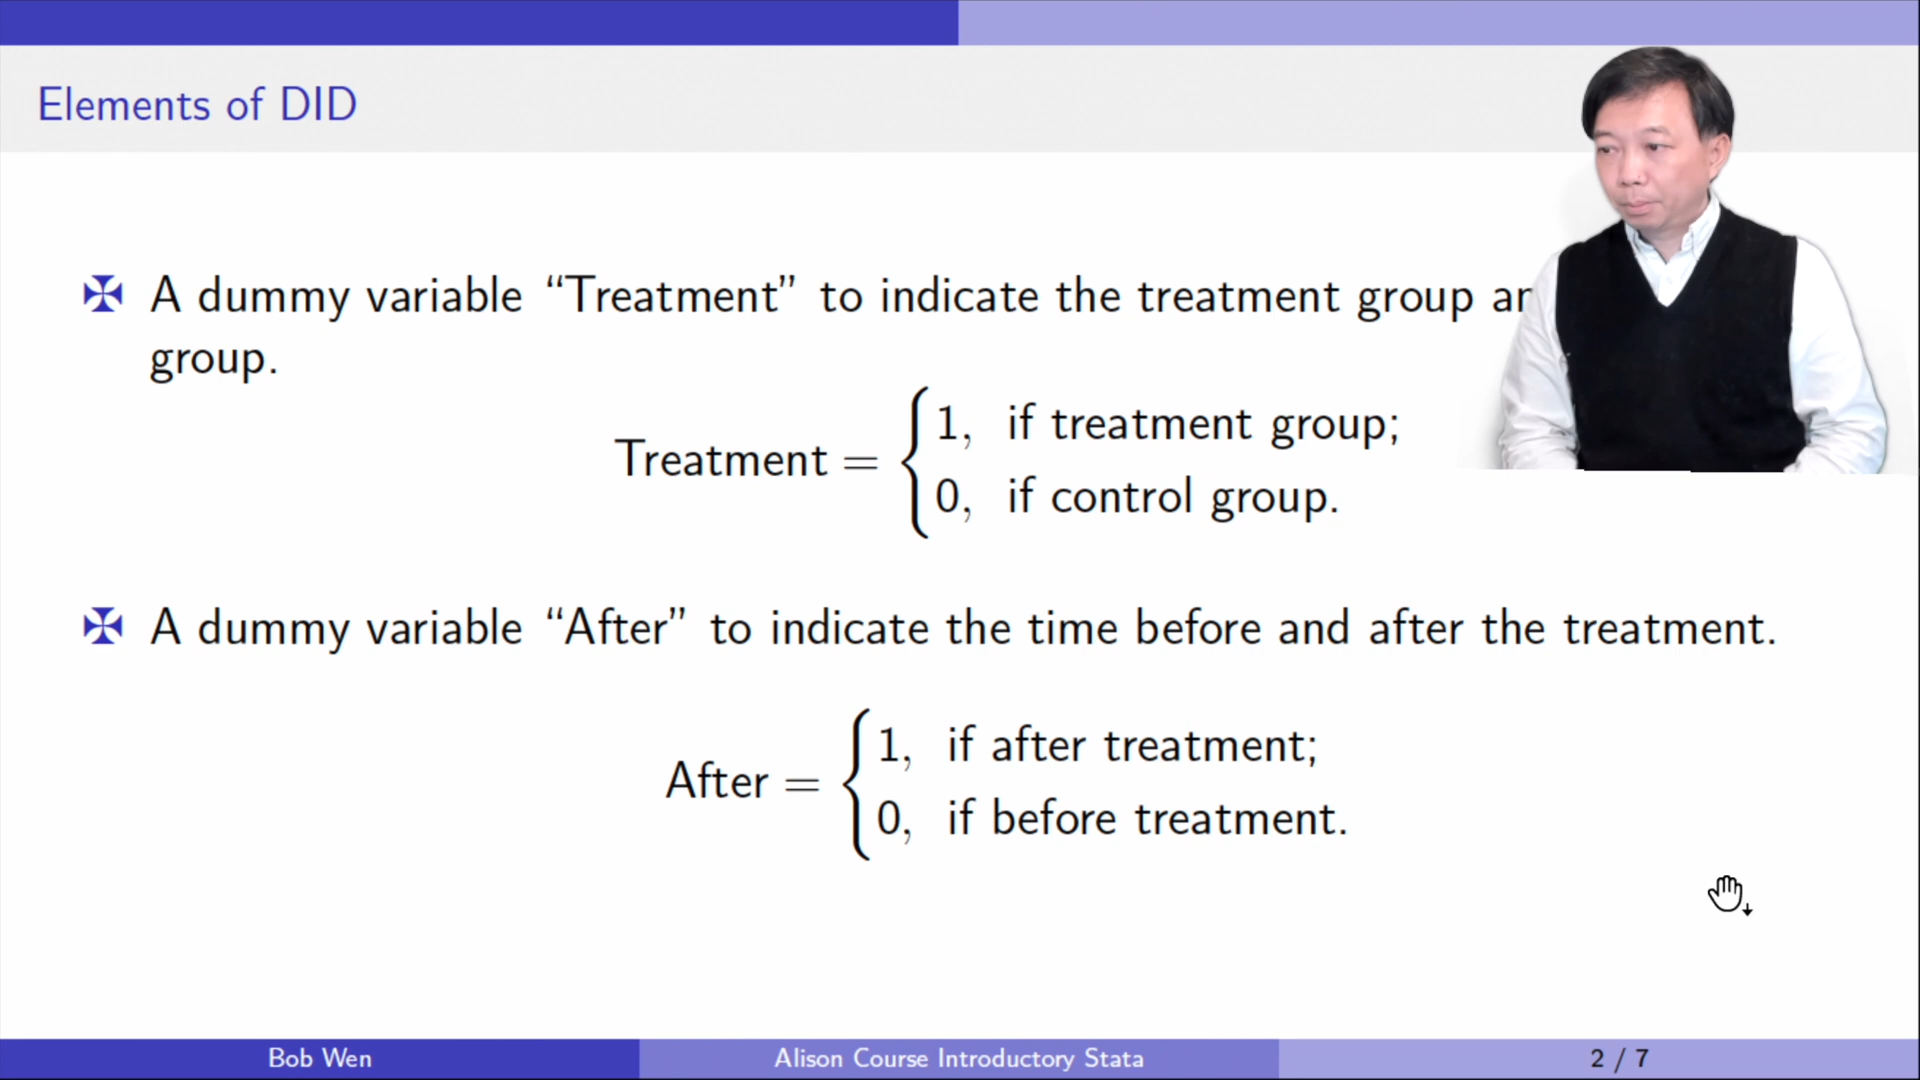 Elements of DID
A dummy variable “Treatment” to indicate the treatment group
group.
Treatment = { 1, if treatment group;
0, if control group.
A dummy variable “After” to indicate the time before and after the treatment.
After = { 1, if after treatment;
0, if before treatment.
Bob Wen
Alison Course Introductory Stata
2 / 7